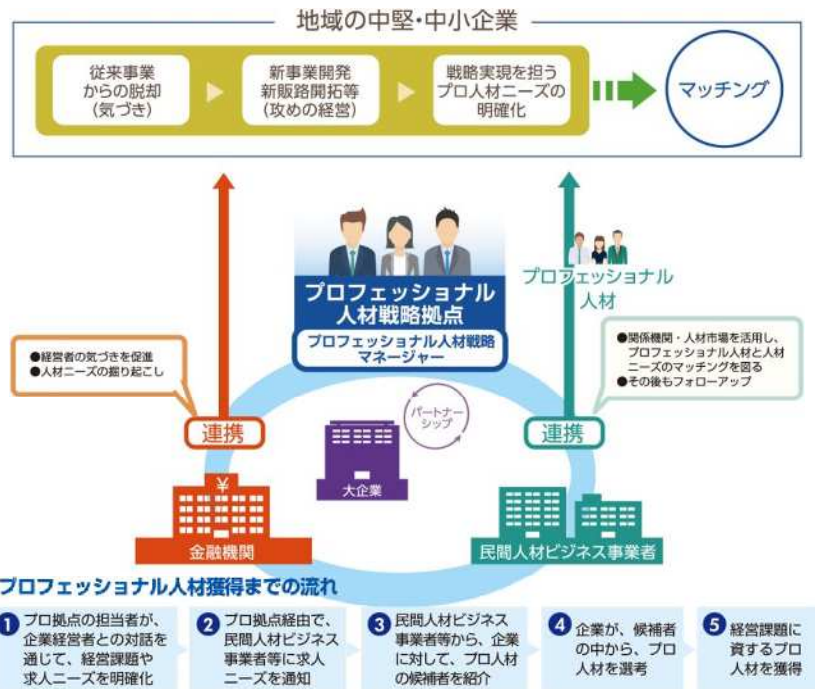 地域の中堅・中小企業
従来事業
からの脱却
(気づき)
新事業開発
新販路開拓等
(攻めの経営)
戦略実現を担う
プロ人材ニーズの
明確化
マッチング
プロフェッショナル
人材戦略拠点
プロフェッショナル人材戦略
マネージャー
プロフェッショナル
人材
●経営者の気づきを促進
●人材ニーズの掘り起こし
●関係機関・人材市場を活用し、
プロフェッショナル人材と人材
ニーズのマッチングを図る
●その後もフォローアップ
連携
パートナー
シップ
連携
大企業
¥
金融機関
民間人材ビジネス事業者
プロフェッショナル人材獲得までの流れ
1 プロ拠点の担当者が、
企業経営者との対話を
通じて、経営課題や
求人ニーズを明確化
2 プロ拠点経由で、
民間人材ビジネス
事業者等に求人
ニーズを通知
3 民間人材ビジネス
事業者等から、企業
に対して、プロ人材
の候補者を紹介
4 企業が、候補者
の中から、プロ
人材を選考
5 経営課題に
資するプロ
人材を獲得